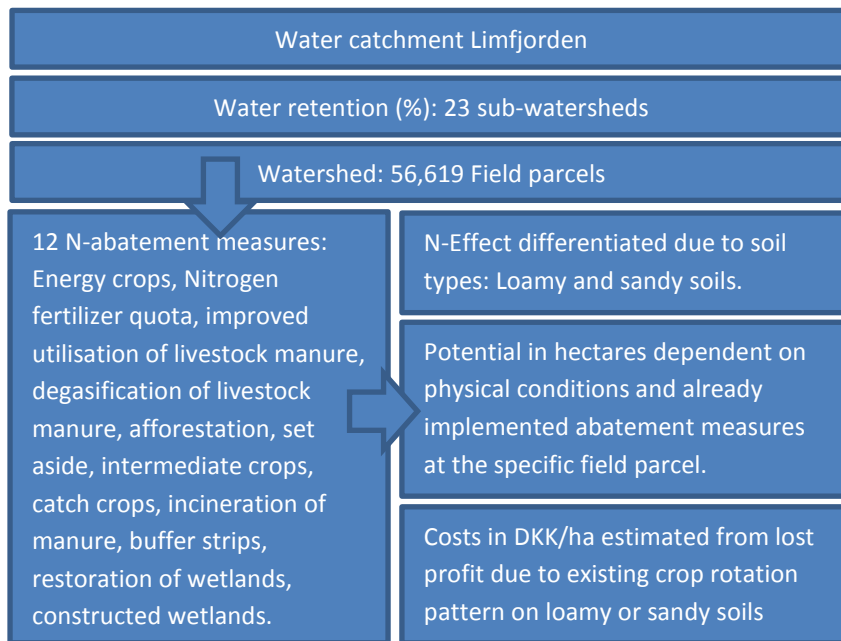 Water catchment Limfjorden
Water retention (%): 23 sub-watersheds
Watershed: 56,619 Field parcels
12 N-abatement measures:
Energy crops, Nitrogen
fertilizer quota, improved
utilisation of livestock manure,
degasification of livestock
manure, afforestation, set
aside, intermediate crops,
catch crops, incineration of
manure, buffer strips,
restoration of wetlands,
constructed wetlands.
N-Effect differentiated due to soil
types: Loamy and sandy soils.
Potential in hectares dependent on
physical conditions and already
implemented abatement measures
at the specific field parcel.
Costs in DKK/ha estimated from lost
profit due to existing crop rotation
pattern on loamy or sandy soils